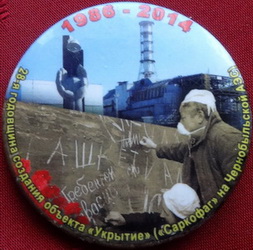 1986 - 2014
28-я годовщина создания объекта «Укрытие» («Саркофаг» на Чернобыльской АЭС)
Гребенюк
Вася